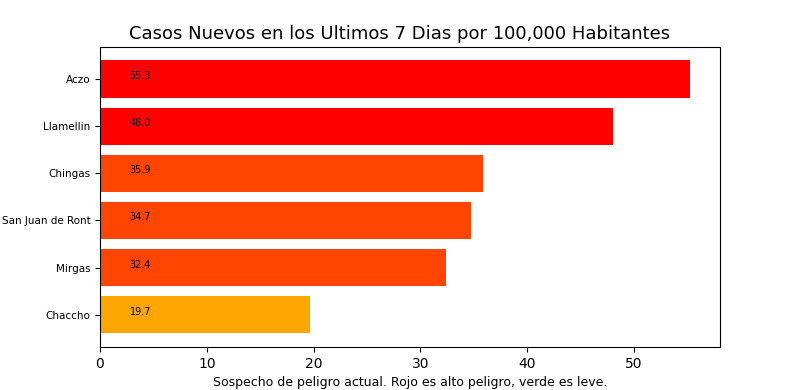 Casos Nuevos en los Ultimos 7 Dias por 100,000 Habitantes
Aczo 55.3
Llamellin 48.0
Chingas 35.9
San Juan de Ront 34.7
Mirgas 32.4
Chaccho 19.7
0 10 20 30 40 50
Sospecho de peligro actual. Rojo es alto peligro, verde es leve.